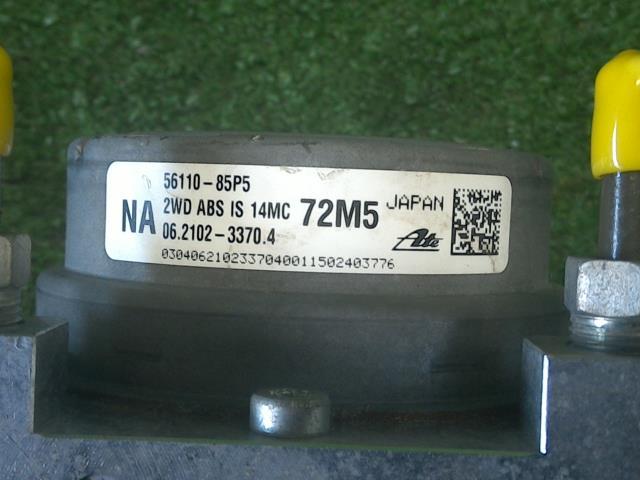 56110-85P5
NA 2WD ABS IS 14MC 72M5 JAPAN
06.2102-3370.4 Ate
0304062102337040011502403776